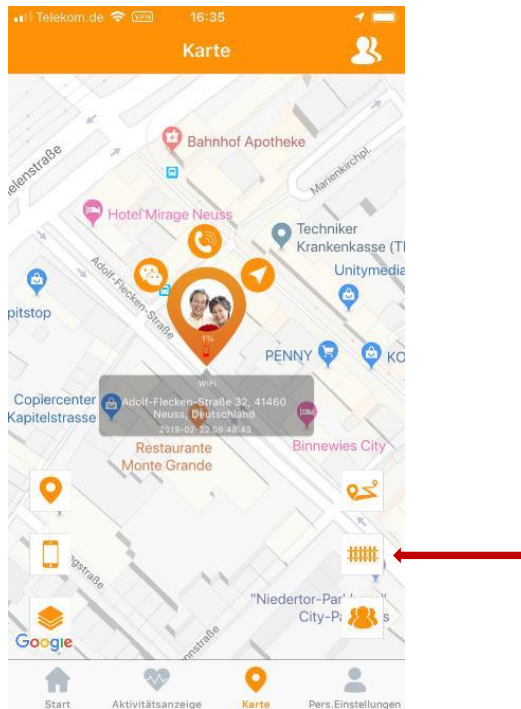 Telekom.de VPN 16:35
Karte
elenstraße
Bahnhof Apotheke
Marienkirchpl.
Hotel Mirage Neuss
Techniker
Krankenkasse (TI
Adolf-Flecken-Straße
Unitymedia
pitstop
1%
PENNY
KO
WiFi
Copiercenter
Kapitelstrasse
Adolf-Flecken-Straße 32, 41460
Neuss, Deutschland
2019-02-22 09:48:43
Binnewies City
Restaurante
Monte Grande
"Niedertor-Par
City-Pa
s
Google
Start
Aktivitätsanzeige
Karte
Pers.Einstellungen